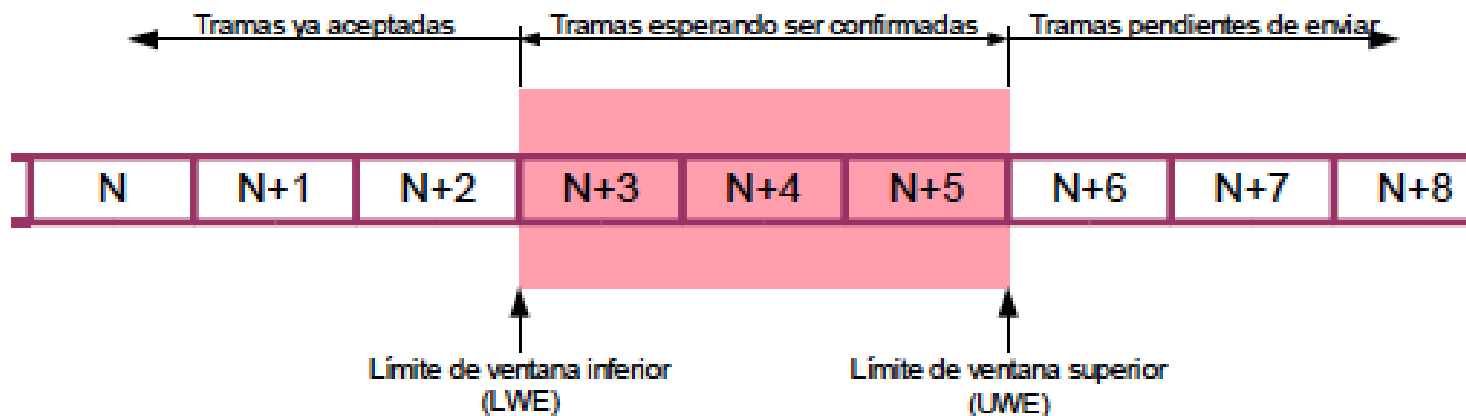 Tramas ya aceptadas
Tramas esperando ser confirmadas
Tramas pendientes de enviar
N N+1 N+2 N+3 N+4 N+5 N+6 N+7 N+8
Límite de ventana inferior
(LWE)
Límite de ventana superior
(UWE)